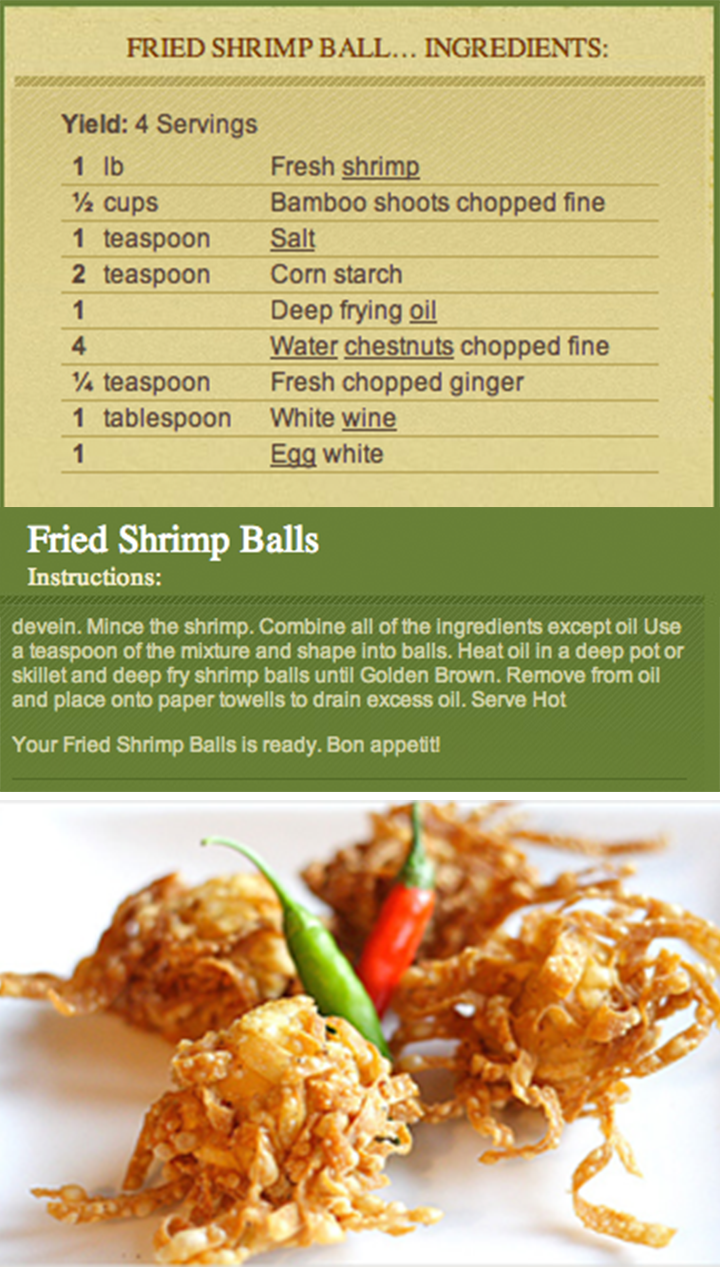 FRIED SHRIMP BALL... INGREDIENTS:
Yield: 4 Servings
1 lb Fresh shrimp
½ cups Bamboo shoots chopped fine
1 teaspoon Salt
2 teaspoon Corn starch
1 Deep frying oil
4 Water chestnuts chopped fine
¼ teaspoon Fresh chopped ginger
1 tablespoon White wine
1 Egg white
Fried Shrimp Balls
Instructions:
devein. Mince the shrimp. Combine all of the ingredients except oil Use
a teaspoon of the mixture and shape into balls. Heat oil in a deep pot or
skillet and deep fry shrimp balls until Golden Brown. Remove from oil
and place onto paper towells to drain excess oil. Serve Hot
Your Fried Shrimp Balls is ready. Bon appetit!